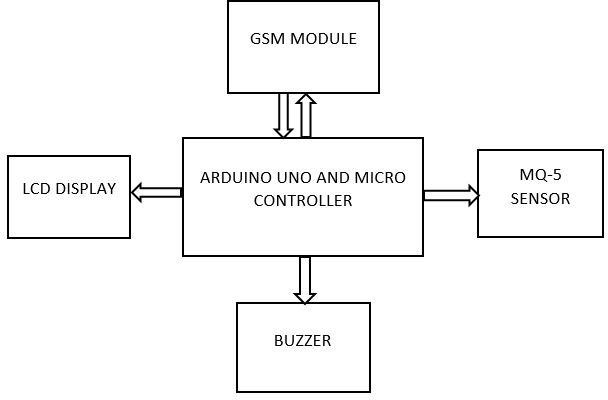 GSM MODULE
LCD DISPLAY
ARDUINO UNO AND MICRO
CONTROLLER
MQ-5
SENSOR
BUZZER